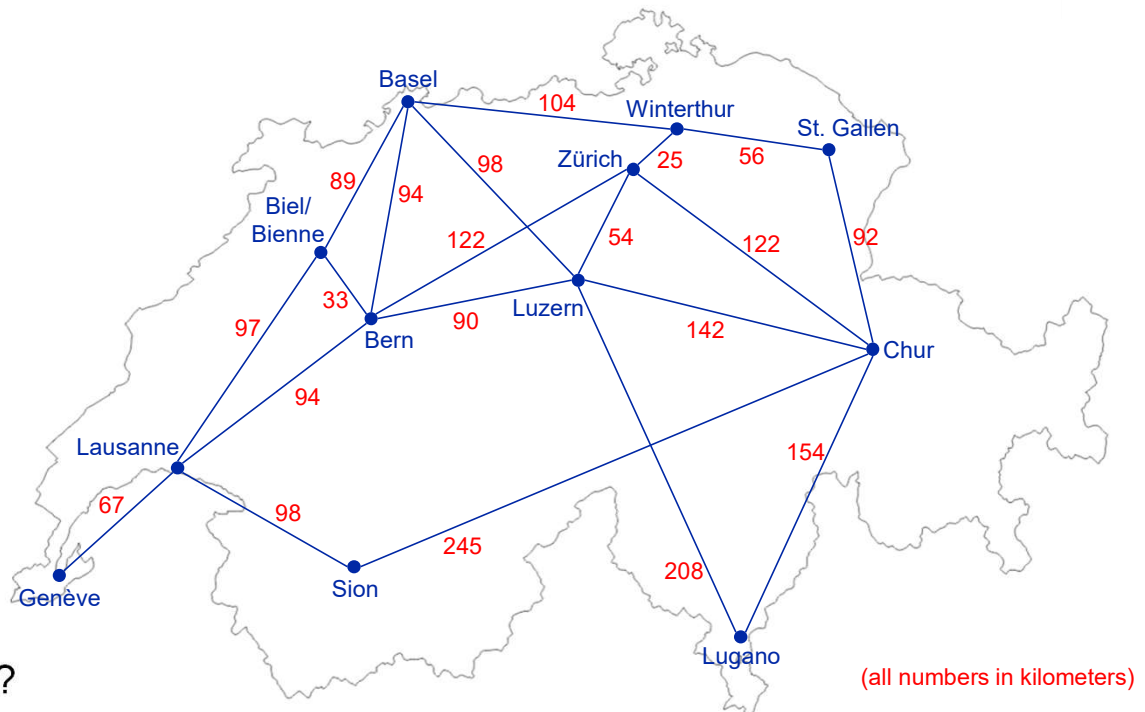 Basel
104
Winterthur
St. Gallen
Zürich
25
56
98
89
94
Biel/
Bienne
122
54
122
92
33
Luzern
90
Bern
142
Chur
97
94
Lausanne
154
67
98
245
208
Genève
Sion
Lugano
?
(all numbers in kilometers)